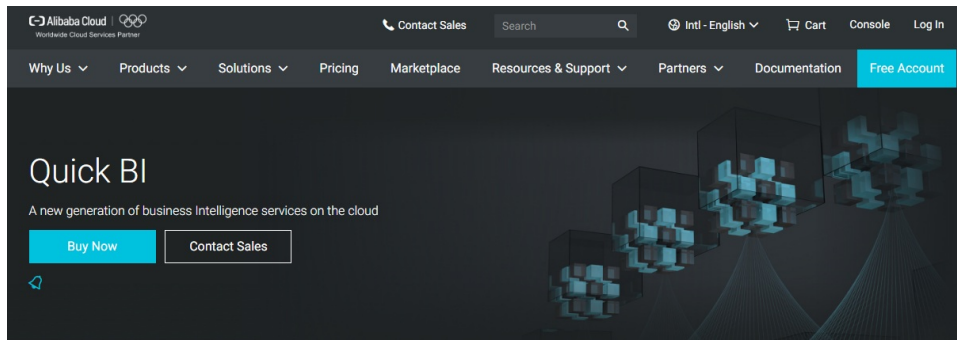 Alibaba Cloud
Worldwide Cloud Services Partner
Contact Sales
Search
Intl - English
Cart
Console
Log In
Why Us
Products
Solutions
Pricing
Marketplace
Resources & Support
Partners
Documentation
Free Account
Quick BI
A new generation of business Intelligence services on the cloud
Buy Now
Contact Sales